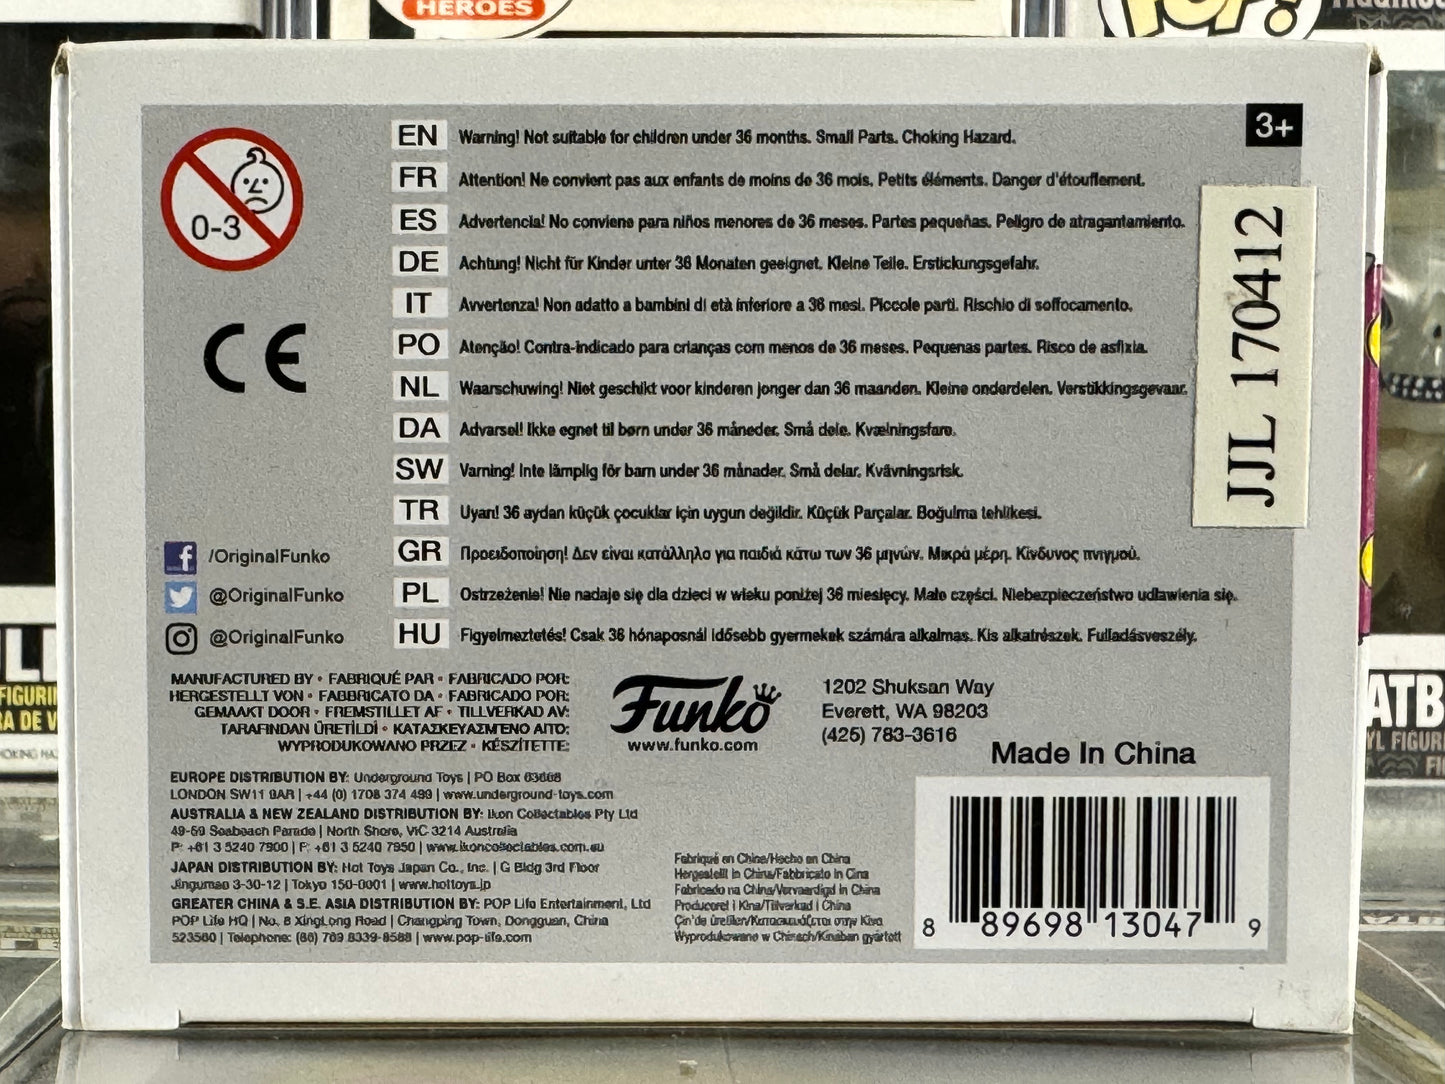 HEROES
POP!
3+
0-3
CE
EN Warning! Not suitable for children under 36 months. Small Parts. Choking Hazard.
FR Attention! Ne convient pas aux enfants de moins de 36 mois. Petits éléments. Danger d'étouffement.
ES Advertencia! No conviene para niños menores de 36 meses. Partes pequeñas. Peligro de atragantamiento.
DE Achtung! Nicht für Kinder unter 36 Monaten geeignet. Kleine Teile. Erstickungsgefahr.
IT Avvertenza! Non adatto a bambini di età inferiore a 36 mesi. Piccole parti. Rischio di soffocamento.
PO Atenção! Contra-indicado para crianças com menos de 36 meses. Pequenas partes. Risco de asfixia.
NL Waarschuwing! Niet geschikt voor kinderen jonger dan 36 maanden. Kleine onderdelen. Verstikkingsgevaar.
DA Advarsel! Ikke egnet til børn under 36 måneder. Små dele. Kvælningsfare.
SW Varning! Inte lämplig för barn under 36 månader. Små delar. Kvävningsrisk.
TR Uyarı! 36 aydan küçük çocuklar için uygun değildir. Küçük Parçalar. Boğulma tehlikesi.
GR Προειδοποίηση! Δεν είναι κατάλληλο για παιδιά κάτω των 36 μηνών. Μικρά μέρη. Κίνδυνος πνιγμού.
PL Ostrzeżenie! Nie nadaje się dla dzieci w wieku poniżej 36 miesięcy. Małe części. Niebezpieczeństwo udławienia się.
HU Figyelmeztetés! Csak 36 hónaposnál idősebb gyermekek számára alkalmas. Kis alkatrészek. Fulladásveszély.
JJL 170412
/OriginalFunko
@OriginalFunko
@OriginalFunko
MANUFACTURED BY • FABRIQUÉ PAR • FABRICADO POR:
HERGESTELLT VON • FABBRICATO DA • FABRICADO POR:
GEMAAKT DOOR • FREMSTILLET AF • TILLVERKAD AV:
TARAFINDAN ÜRETİLDİ • ΚΑΤΑΣΚΕΥΑΣΜΈΝΟ ΑΠΌ:
WYPRODUKOWANO PRZEZ • KÉSZÍTETTE:
Funko
www.funko.com
1202 Shuksan Way
Everett, WA 98203
(425) 783-3616
Made In China
EUROPE DISTRIBUTION BY: Underground Toys | PO Box 63668
LONDON SW11 9AR | +44 (0) 1708 374 499 | www.underground-toys.com
AUSTRALIA & NEW ZEALAND DISTRIBUTION BY: Ikon Collectables Pty Ltd
49-59 Seabeach Parade | North Shore, VIC 3214 Australia
P: +61 3 5240 7900 | F: +61 3 5240 7950 | www.ikoncollectables.com.au
JAPAN DISTRIBUTION BY: Hot Toys Japan Co., Inc. | G Bldg 3rd Floor
Jingumae 3-30-12 | Tokyo 150-0001 | www.hottoys.jp
GREATER CHINA & S.E. ASIA DISTRIBUTION BY: POP Life Entertainment, Ltd
POP Life HQ | No. 8 XingLong Road | Changping Town, Dongguan, China
523560 | Telephone: (86) 769 8339-8588 | www.pop-life.com
Fabriqué en China/Hecho en China
Hergestellt in China/Fabbricato in Cina
Fabricado na China/Vervaardigd in China
Produceret i Kina/Tillverkad i China
Çin'de üretilen/Κατασκευάζεται στην Κίνα
Wyprodukowano w Chinach/Kínában gyártott
8 89698 13047 9